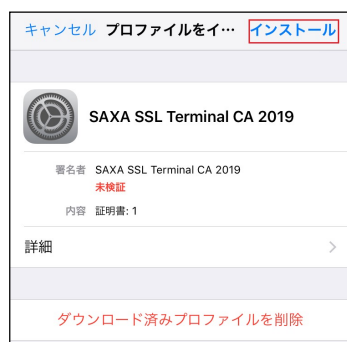 キャンセル プロファイルをイ… インストール
SAXA SSL Terminal CA 2019
署名者 SAXA SSL Terminal CA 2019
未検証
内容 証明書: 1
詳細
ダウンロード済みプロファイルを削除